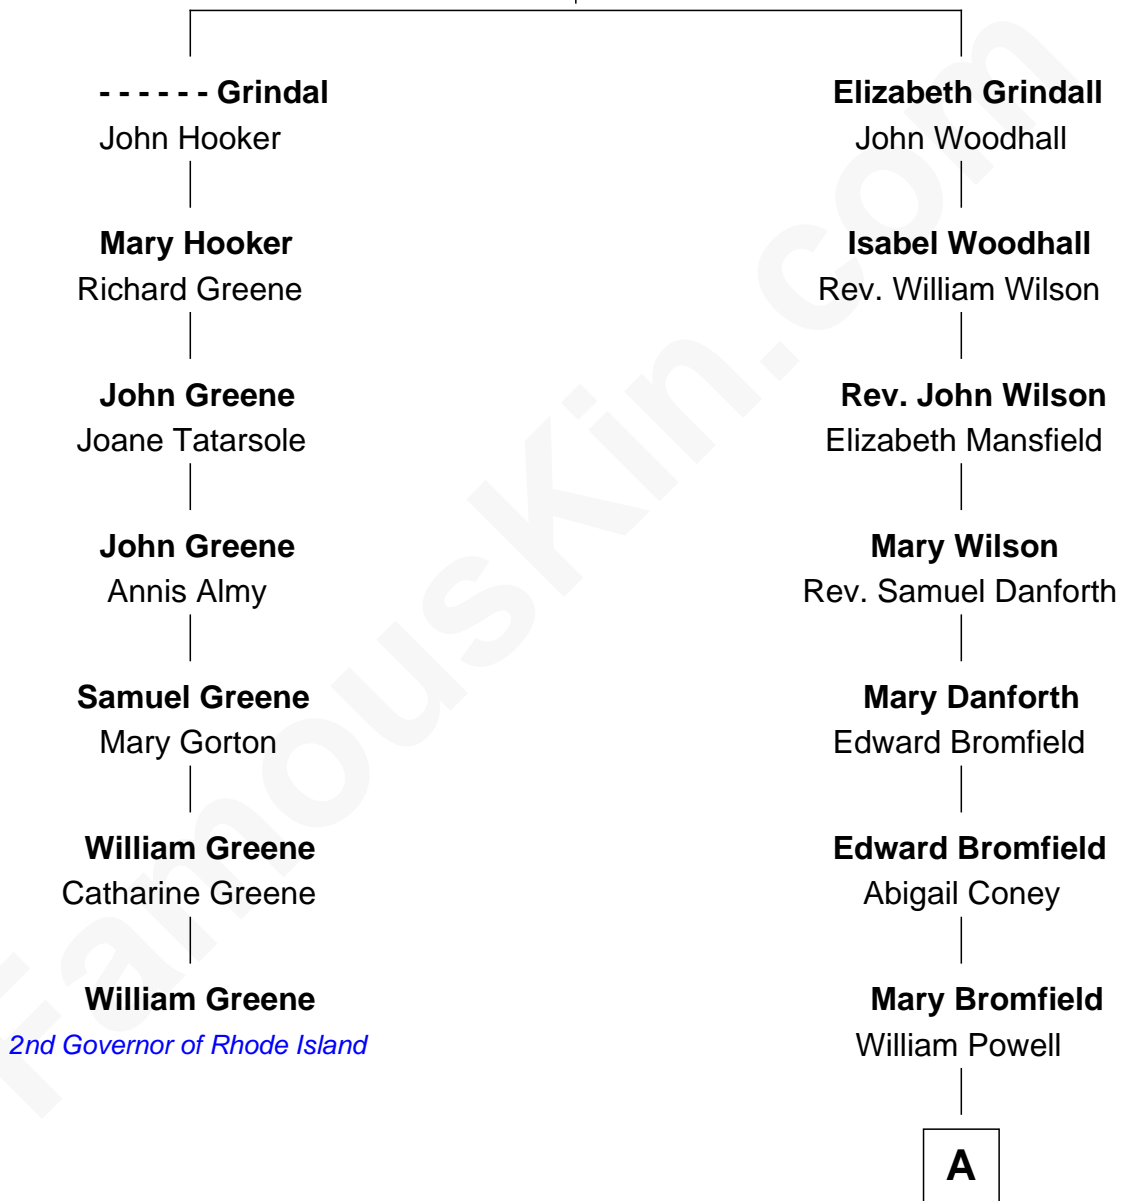 - - - - - - Grindal
John Hooker
Mary Hooker
Richard Greene
John Greene
Joane Tatarsole
John Greene
Annis Almy
Samuel Greene
Mary Gorton
William Greene
Catharine Greene
William Greene
2nd Governor of Rhode Island
Elizabeth Grindall
John Woodhall
Isabel Woodhall
Rev. William Wilson
Rev. John Wilson
Elizabeth Mansfield
Mary Wilson
Rev. Samuel Danforth
Mary Danforth
Edward Bromfield
Edward Bromfield
Abigail Coney
Mary Bromfield
William Powell
A
FamousKin.com